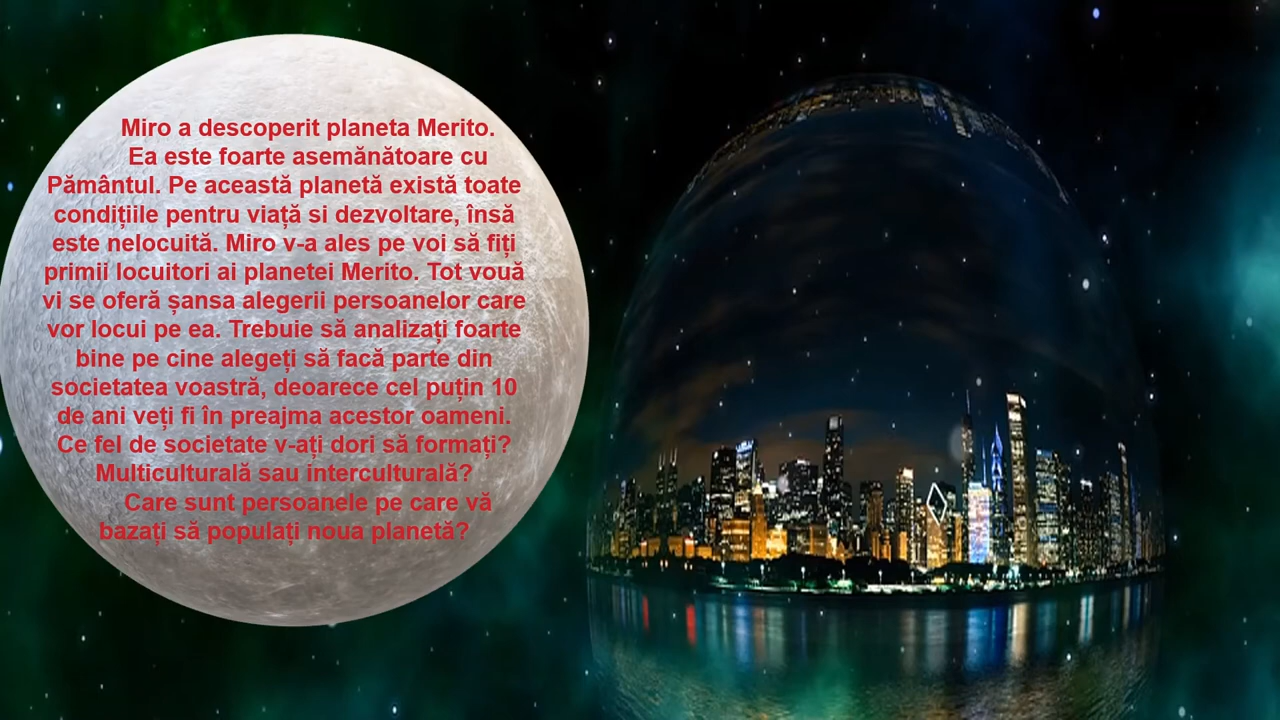 Miro a descoperit planeta Merito.
Ea este foarte asemănătoare cu
Pământul. Pe această planetă există toate
condițiile pentru viață si dezvoltare, însă
este nelocuită. Miro v-a ales pe voi să fiți
primii locuitori ai planetei Merito. Tot vouă
vi se oferă șansa alegerii persoanelor care
vor locui pe ea. Trebuie să analizați foarte
bine pe cine alegeți să facă parte din
societatea voastră, deoarece cel puțin 10
de ani veți fi în preajma acestor oameni.
Ce fel de societate v-ați dori să formați?
Multiculturală sau interculturală?
Care sunt persoanele pe care vă
bazați să populați noua planetă?